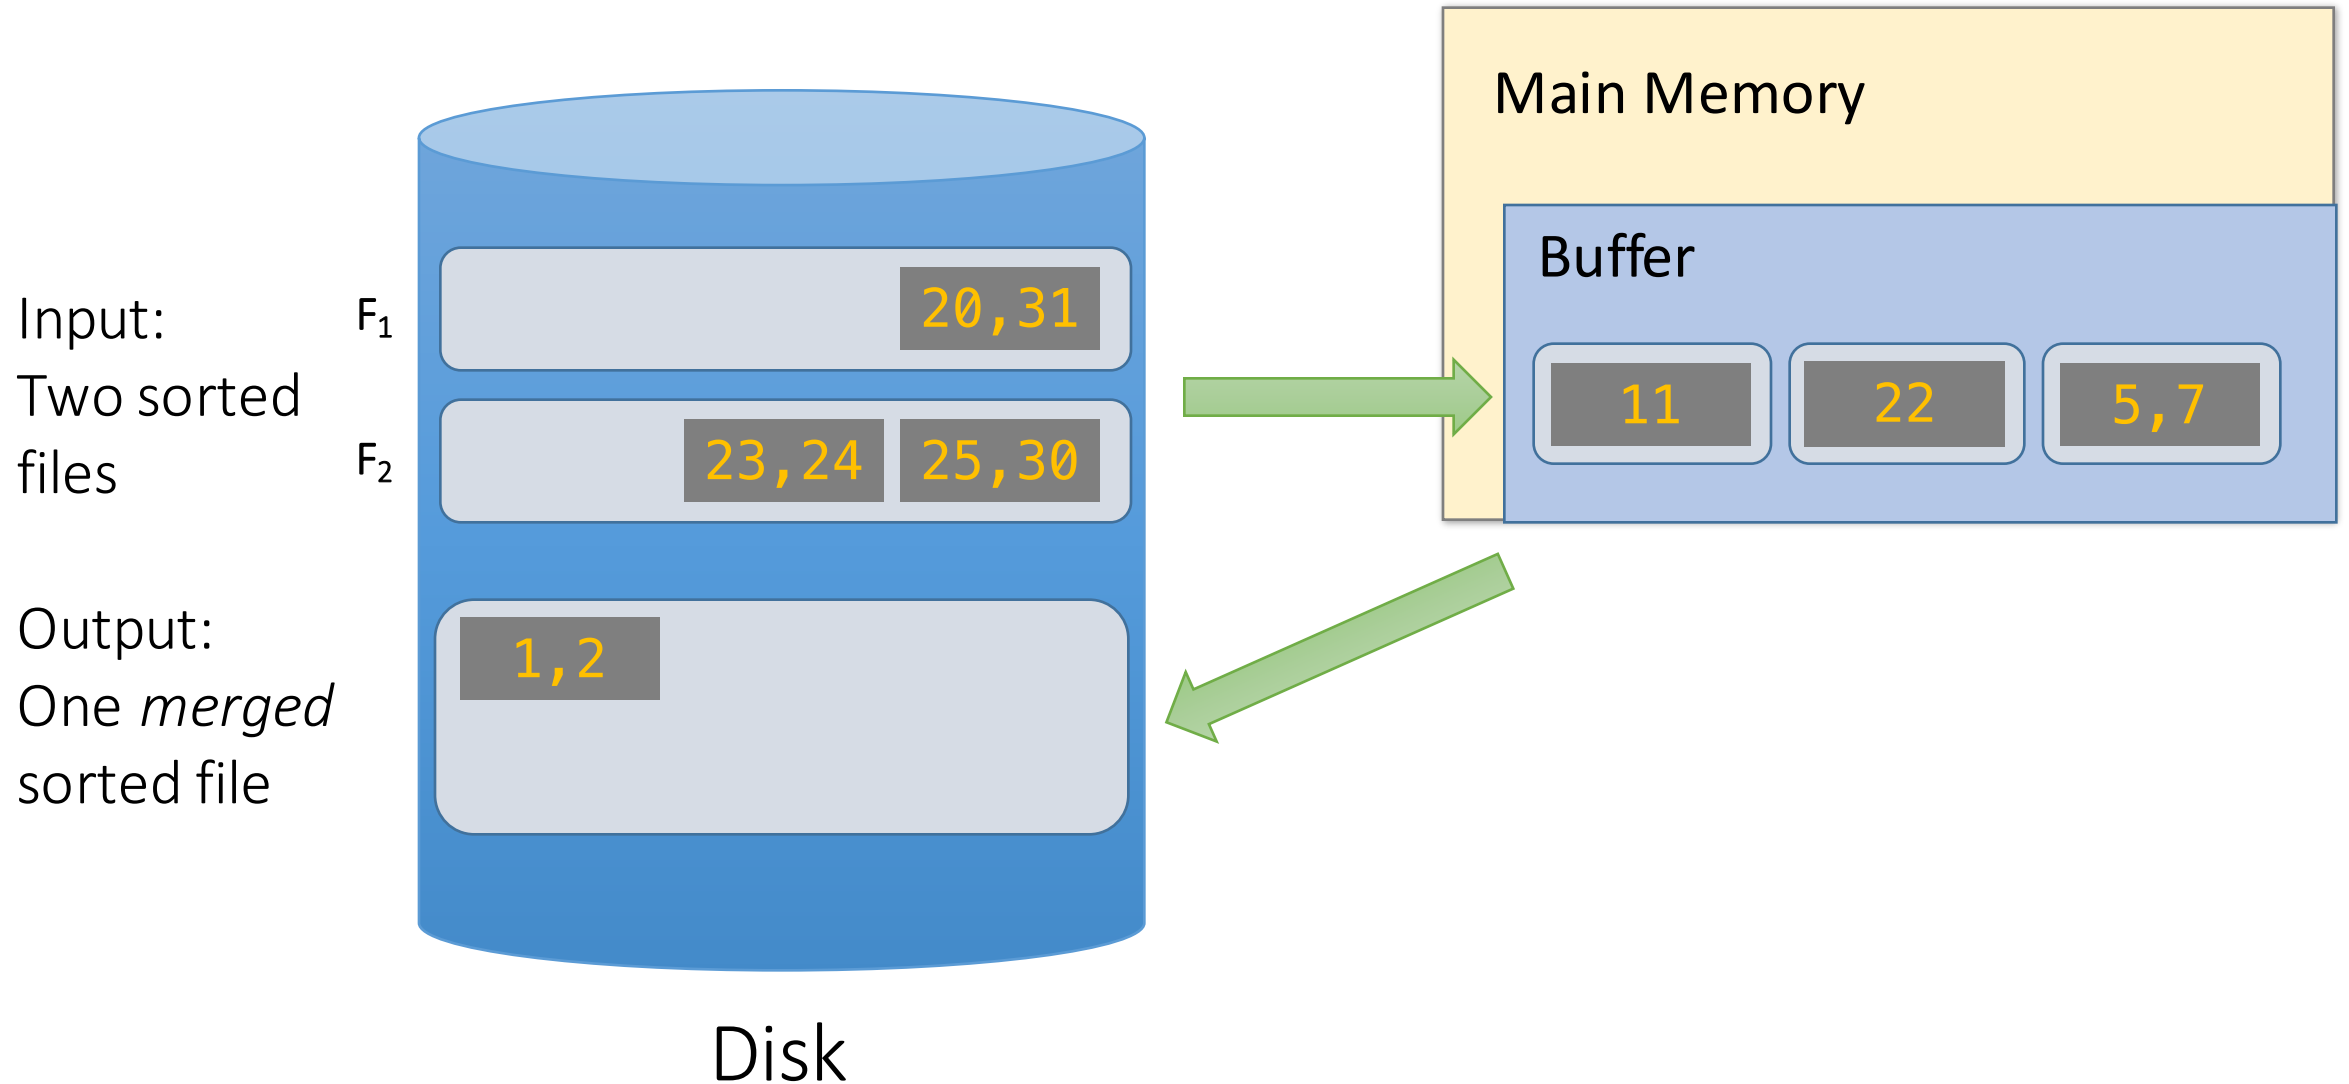 Main Memory
Buffer
Input:
Two sorted
files
F₁
20,31
F₂
23,24
25,30
11
22
5,7
Output:
One merged
sorted file
1,2
Disk